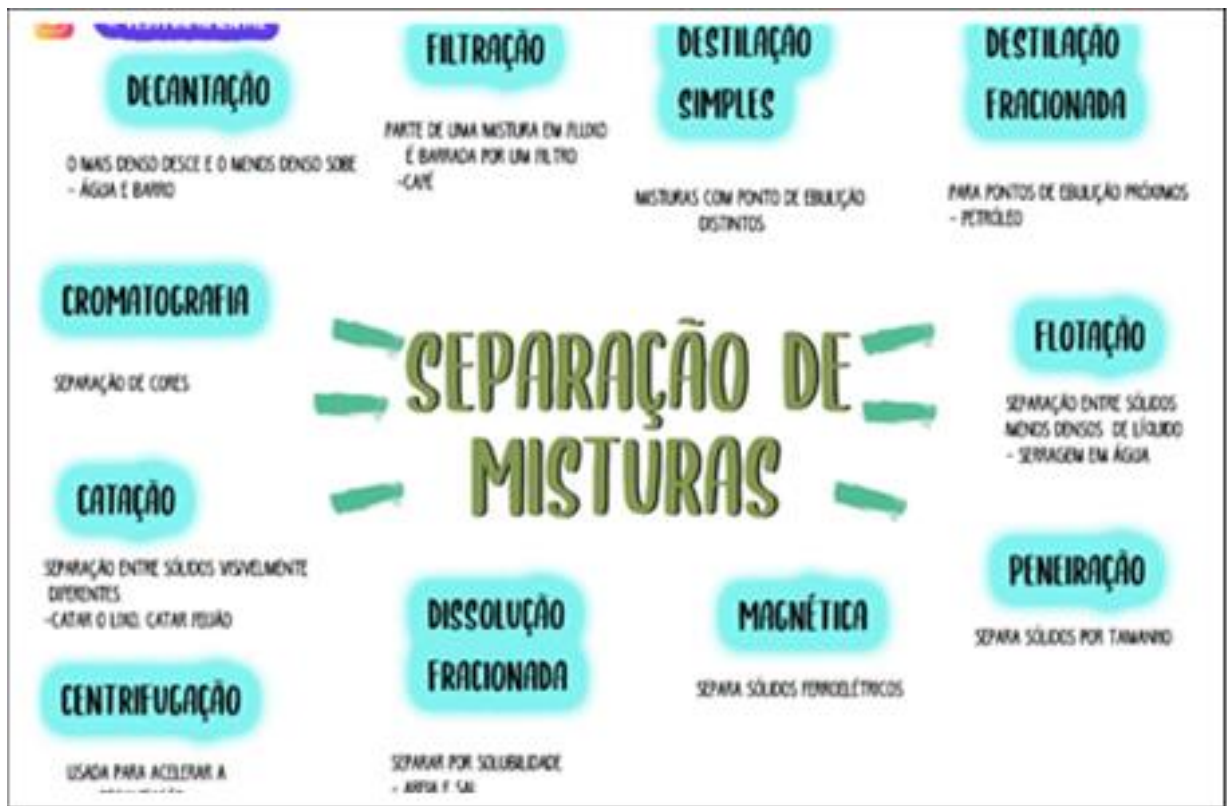 DECANTAÇÃO
O MAIS DENSO DESCE E O MENOS DENSO SOBE
- ÁGUA E BARRO
FILTRAÇÃO
PARTE DE UMA MISTURA EM FLUXO
É BARRADA POR UM FILTRO
-CAFÉ
DESTILAÇÃO
SIMPLES
MISTURAS COM PONTO DE EBULIÇÃO
DISTINTOS
DESTILAÇÃO
FRACIONADA
PARA PONTOS DE EBULIÇÃO PRÓXIMOS
- PETRÓLEO
CROMATOGRAFIA
SEPARAÇÃO DE CORES
SEPARAÇÃO DE
MISTURAS
FLOTAÇÃO
SEPARAÇÃO ENTRE SÓLIDOS
MENOS DENSOS DE LÍQUIDO
- SERRAGEM EM ÁGUA
CATAÇÃO
SEPARAÇÃO ENTRE SÓLIDOS VISIVELMENTE
DIFERENTES
-CATAR O LIXO, CATAR FEIJÃO
PENEIRAÇÃO
SEPARA SÓLIDOS POR TAMANHO
CENTRIFUGAÇÃO
USADA PARA ACELERAR A
DISSOLUÇÃO
FRACIONADA
SEPARAR POR SOLUBILIDADE
- AREIA E SAL
MAGNÉTICA
SEPARA SÓLIDOS FERROELÉTRICOS